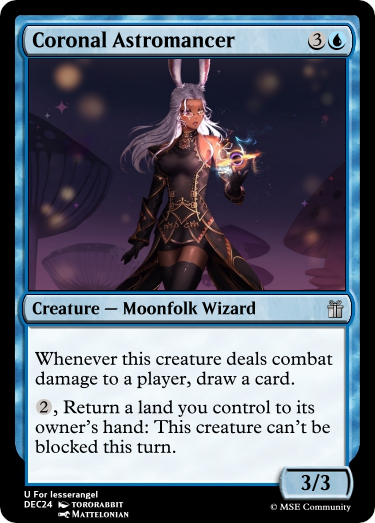 Coronal Astromancer 3
Creature — Moonfolk Wizard
Whenever this creature deals combat
damage to a player, draw a card.
2, Return a land you control to its
owner's hand: This creature can't be
blocked this turn.
3/3
U For lesserangel
DEC24 TORORABBIT
MATTELONIAN
© MSE Community